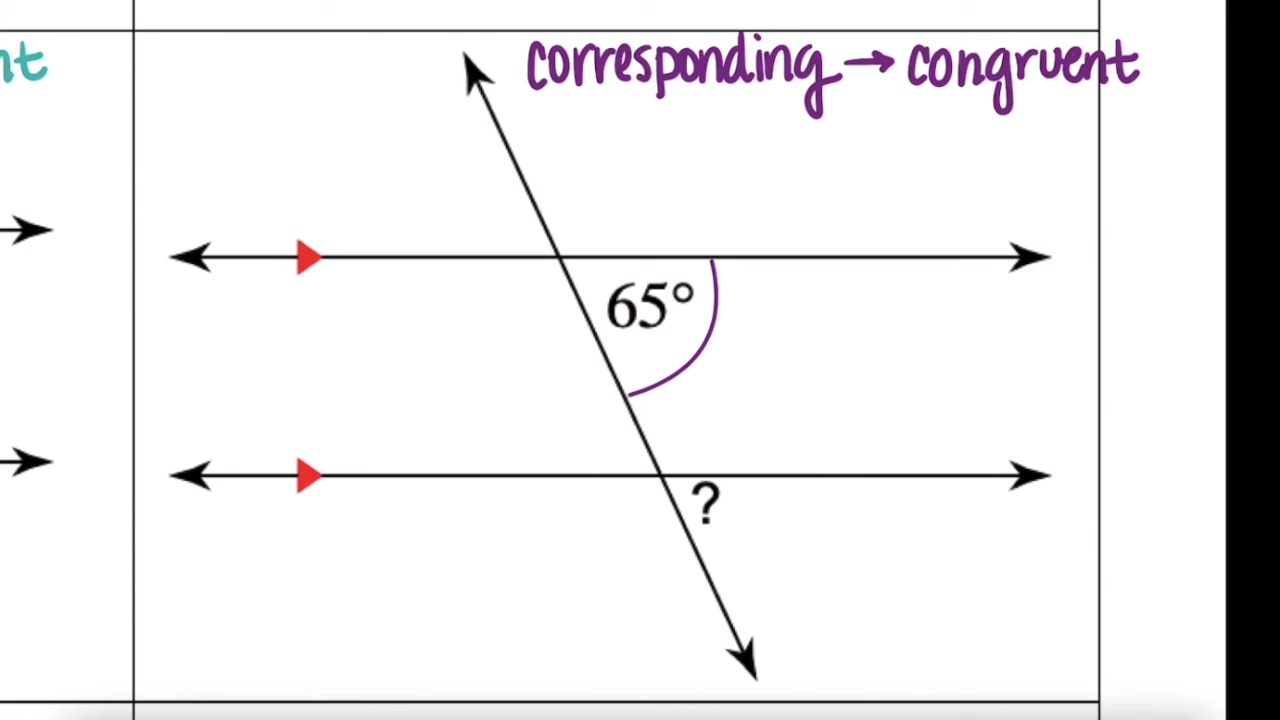 nt
corresponding → congruent
65°
?